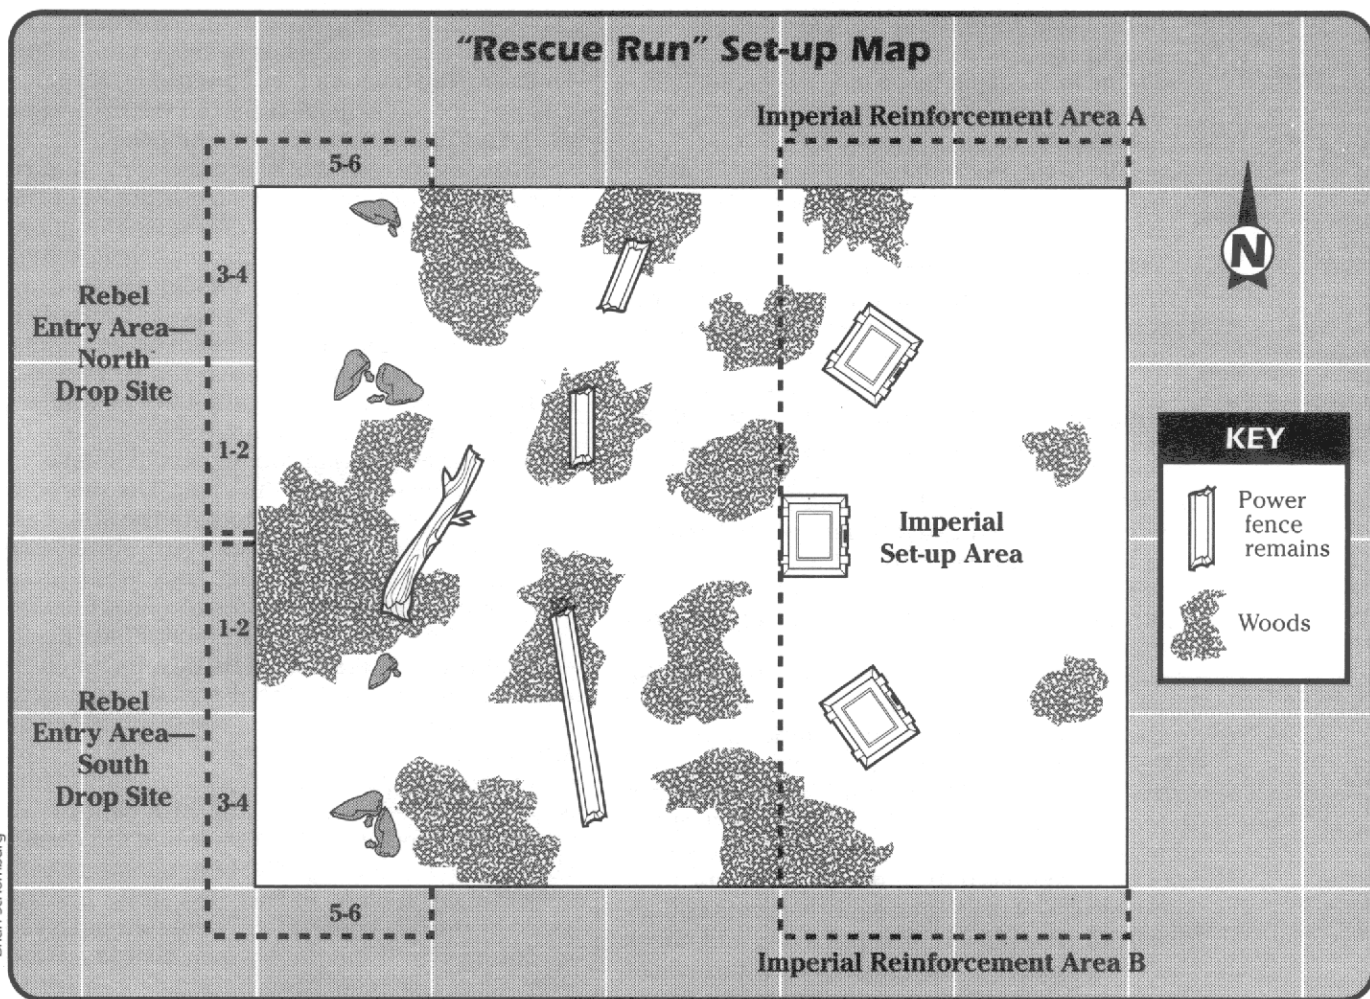 “Rescue Run” Set-up Map
Imperial Reinforcement Area A
5-6
3-4
Rebel
Entry Area—
North
Drop Site
1-2
Imperial
Set-up Area
KEY
Power
fence
remains
Woods
1-2
Rebel
Entry Area—
South
Drop Site
3-4
5-6
Imperial Reinforcement Area B
N